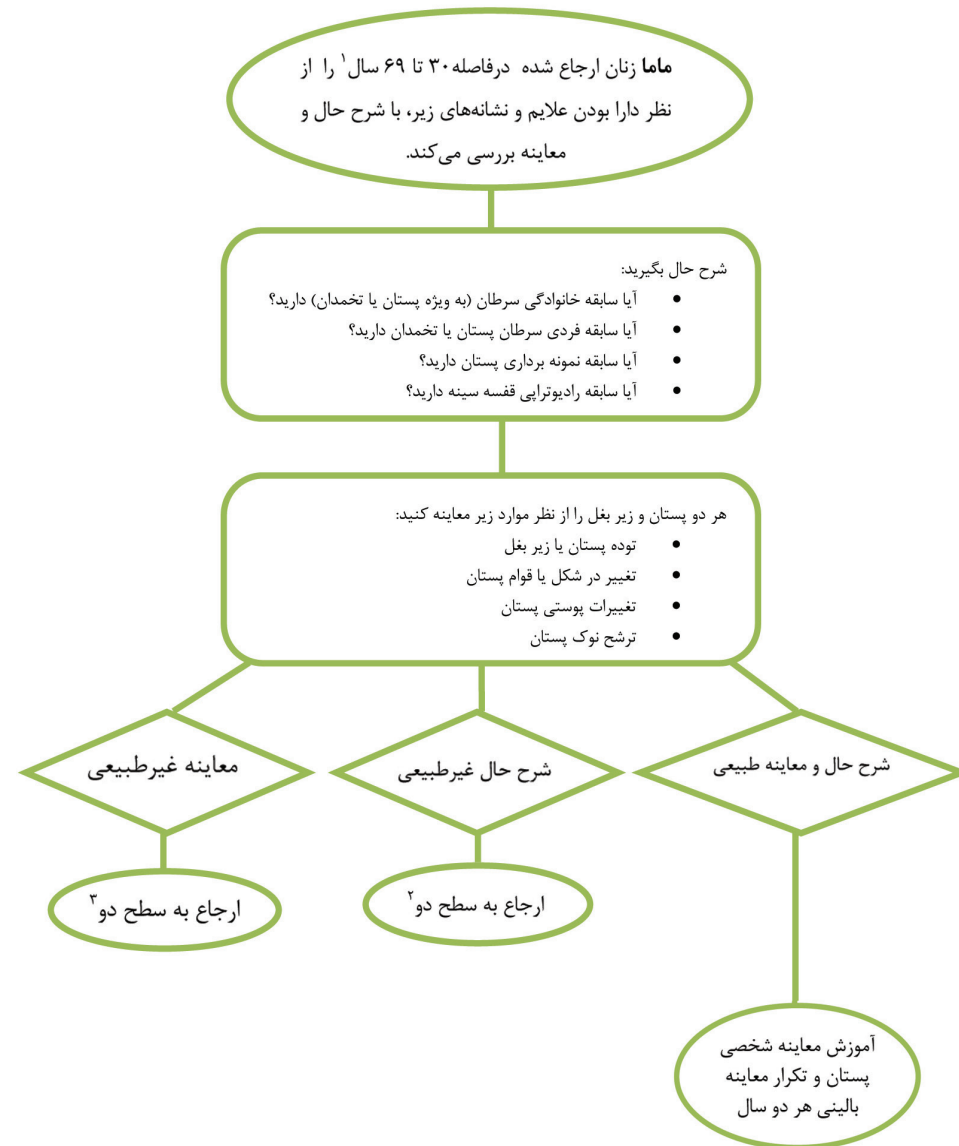 ماما زنان ارجاع شده درفاصله۳۰ تا ۶۹ سال۱ را از
نظر دارا بودن علایم و نشانه‌های زیر، با شرح حال و
معاینه بررسی می‌کند.
شرح حال بگیرید:
• آیا سابقه خانوادگی سرطان (به ویژه پستان یا تخمدان) دارید؟
• آیا سابقه فردی سرطان پستان یا تخمدان دارید؟
• آیا سابقه نمونه برداری پستان دارید؟
• آیا سابقه رادیوتراپی قفسه سینه دارید؟
هر دو پستان و زیر بغل را از نظر موارد زیر معاینه کنید:
• توده پستان یا زیر بغل
• تغییر در شکل یا قوام پستان
• تغییرات پوستی پستان
• ترشح نوک پستان
شرح حال و معاینه طبیعی
شرح حال غیرطبیعی
معاینه غیرطبیعی
ارجاع به سطح دو۲
ارجاع به سطح دو۳
آموزش معاینه شخصی
پستان و تکرار معاینه
بالینی هر دو سال